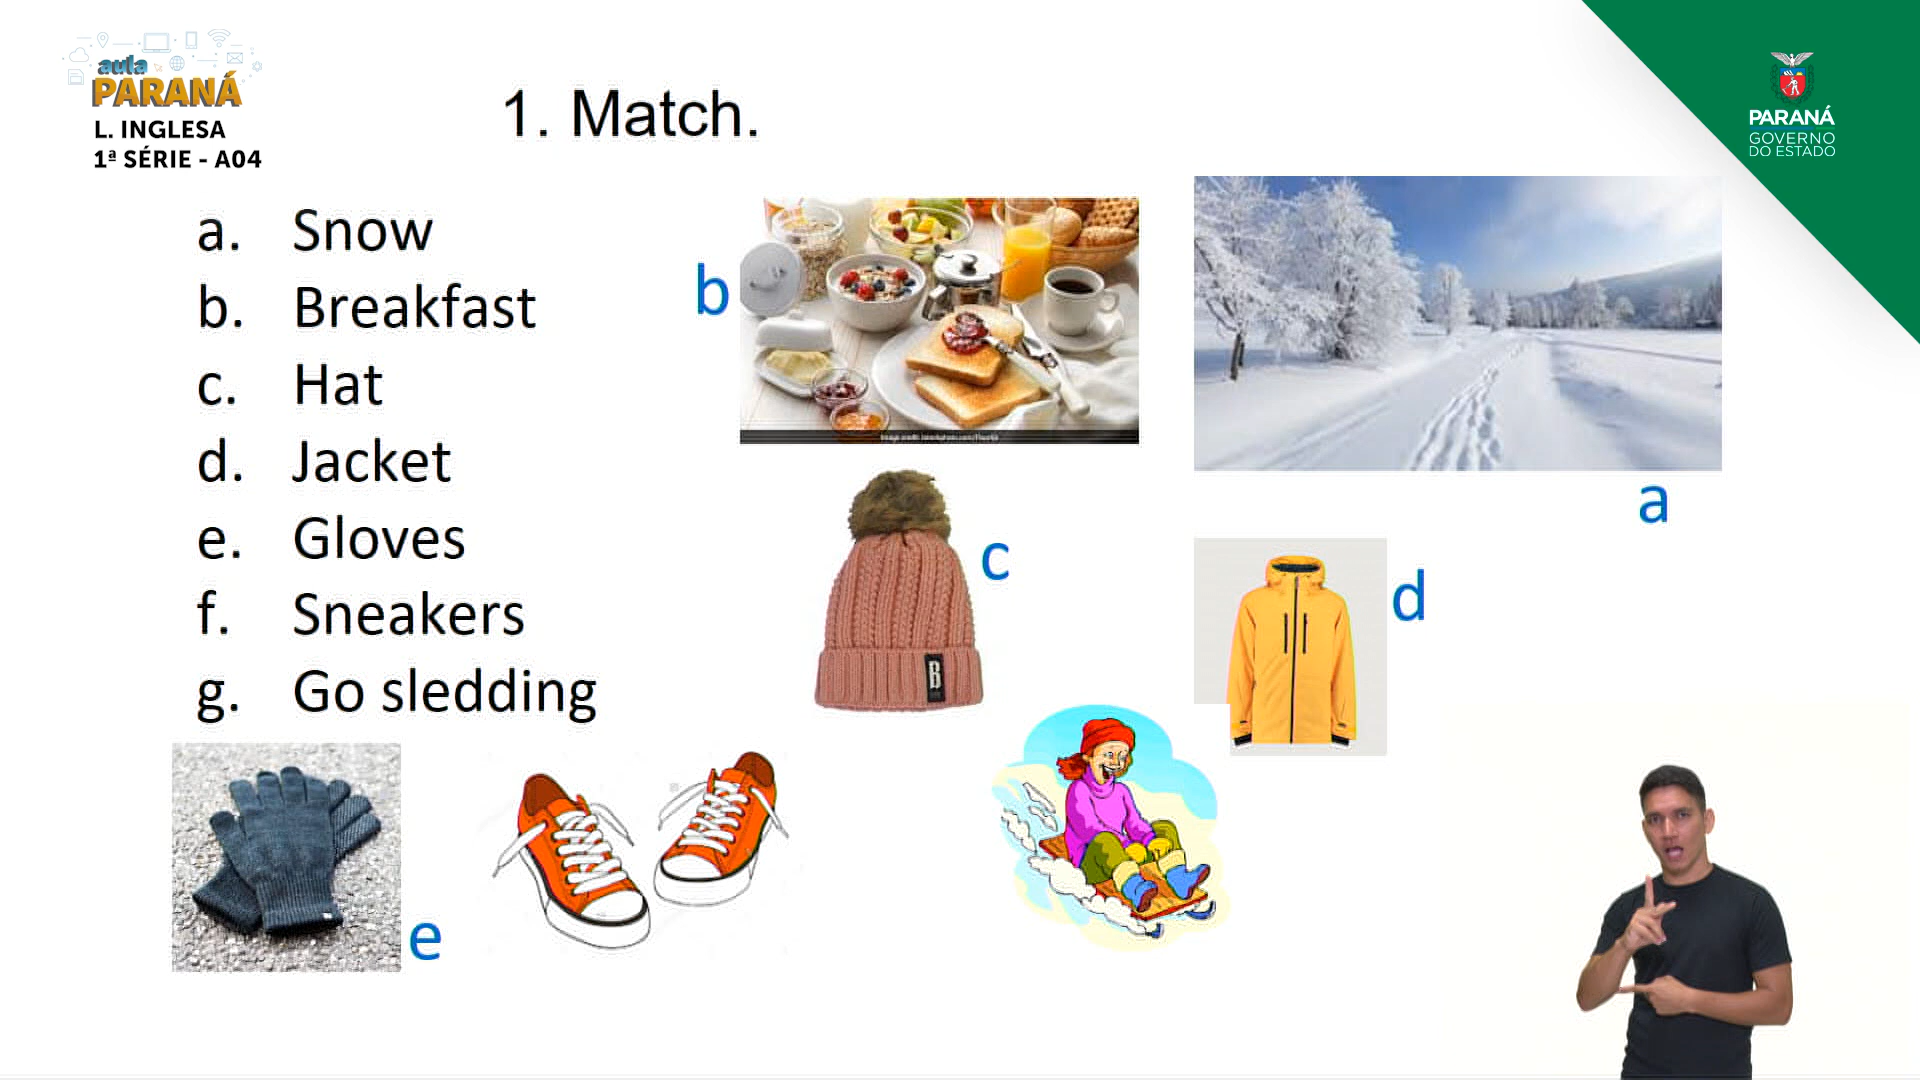 aula
PARANÁ
L. INGLESA
1ª SÉRIE - A04
1. Match.
PARANÁ
GOVERNO
DO ESTADO
a. Snow
b. Breakfast
c. Hat
d. Jacket
e. Gloves
f. Sneakers
g. Go sledding
b
a
c
B
d
e